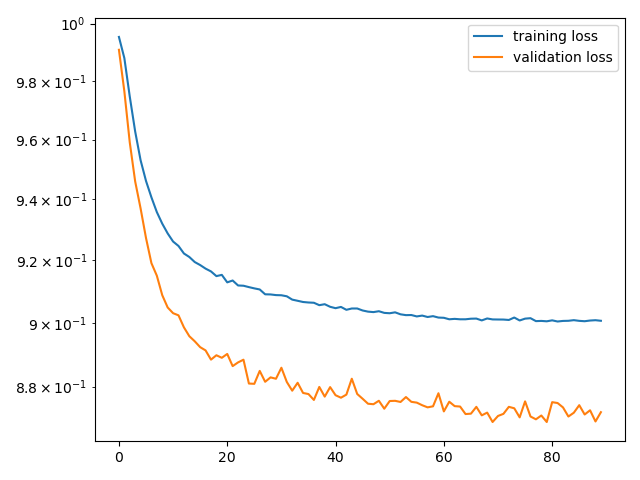 10⁰
9.8 × 10⁻¹
9.6 × 10⁻¹
9.4 × 10⁻¹
9.2 × 10⁻¹
9 × 10⁻¹
8.8 × 10⁻¹
training loss
validation loss
0 20 40 60 80